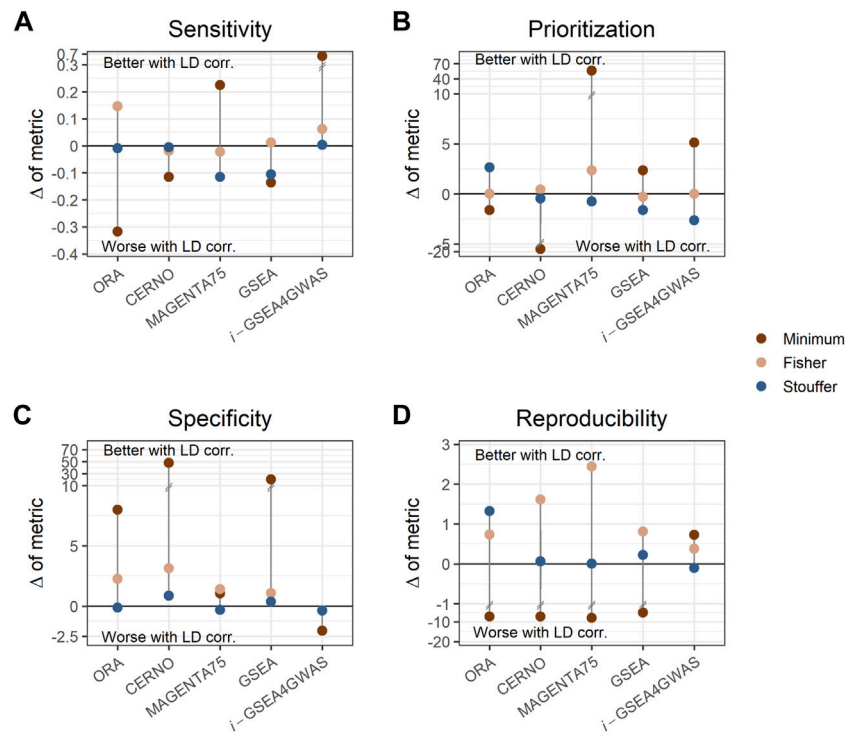 A
Sensitivity
Δ of metric
0.7
0.3
0.2
0.1
0
-0.1
-0.2
-0.3
-0.4
Better with LD corr.
Worse with LD corr.
ORA
CERNO
MAGENTA75
GSEA
i-GSEA4GWAS
B
Prioritization
Δ of metric
70
40
10
5
0
-5
-20
Better with LD corr.
Worse with LD corr.
ORA
CERNO
MAGENTA75
GSEA
i-GSEA4GWAS
Minimum
Fisher
Stouffer
C
Specificity
Δ of metric
70
50
30
10
5
0
-2.5
Better with LD corr.
Worse with LD corr.
ORA
CERNO
MAGENTA75
GSEA
i-GSEA4GWAS
D
Reproducibility
Δ of metric
3
2
1
0
-1
-10
-20
Better with LD corr.
Worse with LD corr.
ORA
CERNO
MAGENTA75
GSEA
i-GSEA4GWAS